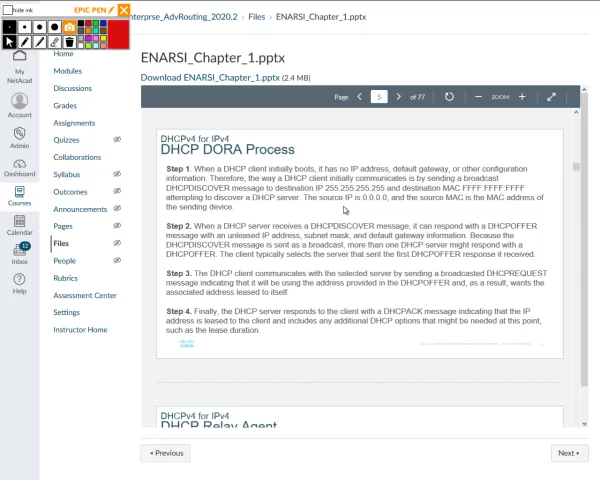 hide ink
EPIC PEN
nterprse_AdvRouting_2020.2 › Files › ENARSI_Chapter_1.pptx
My NetAcad
Account
Admin
Dashboard
Courses
Calendar
12
Inbox
Help
Home
Modules
Discussions
Grades
Assignments
Quizzes
Collaborations
Syllabus
Outcomes
Announcements
Pages
Files
People
Rubrics
Assessment Center
Settings
Instructor Home
ENARSI_Chapter_1.pptx
Download ENARSI_Chapter_1.pptx (2.4 MB)
Page < 5 > of 77 ZOOM
DHCPv4 for IPv4
DHCP DORA Process
Step 1. When a DHCP client initially boots, it has no IP address, default gateway, or other configuration
information. Therefore, the way a DHCP client initially communicates is by sending a broadcast
DHCPDISCOVER message to destination IP 255.255.255.255 and destination MAC FFFF:FFFF:FFFF
attempting to discover a DHCP server. The source IP is 0.0.0.0, and the source MAC is the MAC address of
the sending device.
Step 2. When a DHCP server receives a DHCPDISCOVER message, it can respond with a DHCPOFFER
message with an unleased IP address, subnet mask, and default gateway information. Because the
DHCPDISCOVER message is sent as a broadcast, more than one DHCP server might respond with a
DHCPOFFER. The client typically selects the server that sent the first DHCPOFFER response it received.
Step 3. The DHCP client communicates with the selected server by sending a broadcasted DHCPREQUEST
message indicating that it will be using the address provided in the DHCPOFFER and, as a result, wants the
associated address leased to itself.
Step 4. Finally, the DHCP server responds to the client with a DHCPACK message indicating that the IP
address is leased to the client and includes any additional DHCP options that might be needed at this point,
such as the lease duration.
CISCO
DHCPv4 for IPv4
DHCP Relay Agent
◂ Previous
Next ▸